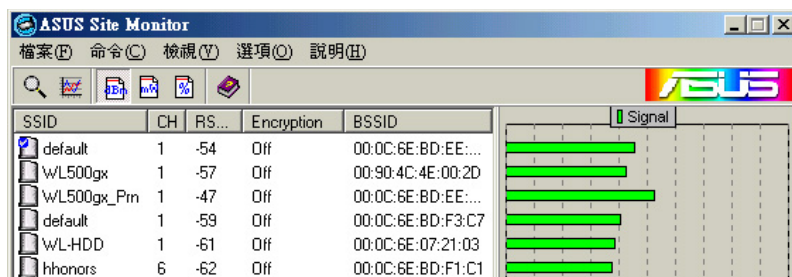 ASUS Site Monitor
檔案(F) 命令(C) 檢視(V) 選項(O) 說明(H)
dBm mW % ASUS
SSID CH RS... Encryption BSSID Signal
default 1 -54 Off 00:0C:6E:BD:EE:...
WL500gx 1 -57 Off 00:90:4C:4E:00:2D
WL500gx_Prn 1 -47 Off 00:0C:6E:BD:EE:...
default 1 -59 Off 00:0C:6E:BD:F3:C7
WL-HDD 1 -61 Off 00:0C:6E:07:21:03
hhonors 6 -62 Off 00:0C:6E:BD:F1:C1